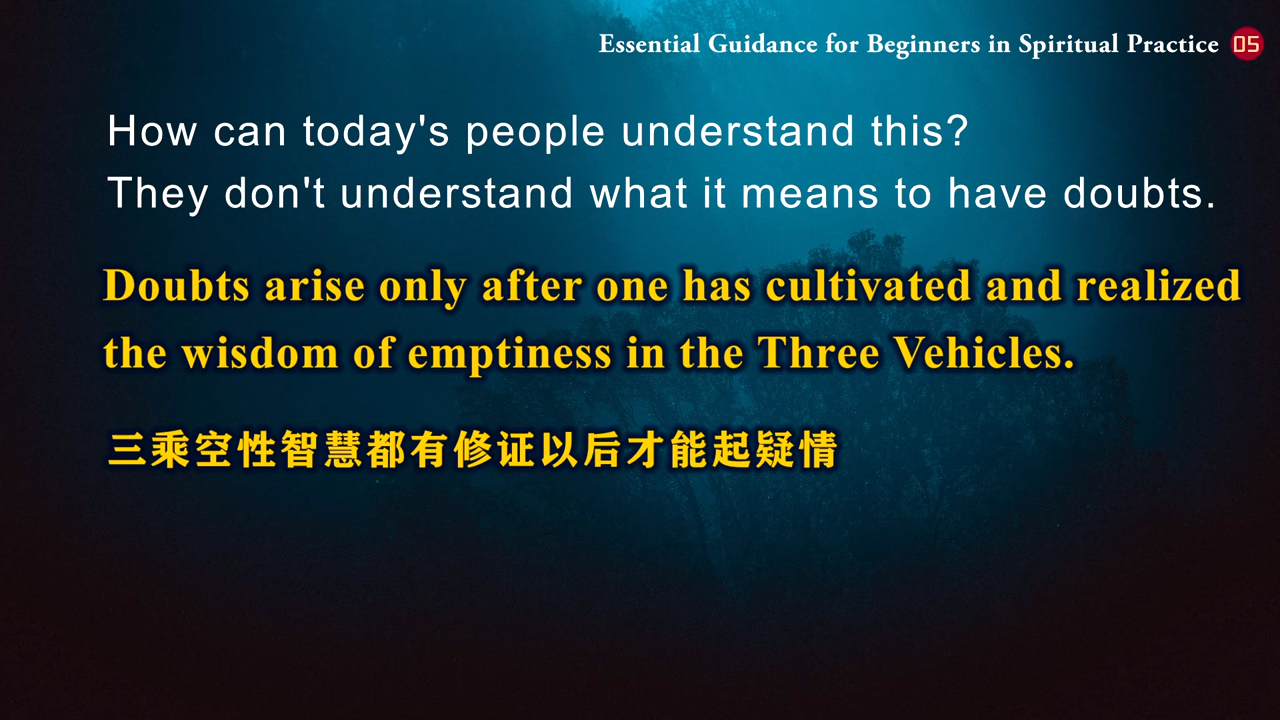 Essential Guidance for Beginners in Spiritual Practice 05
How can today's people understand this?
They don't understand what it means to have doubts.
Doubts arise only after one has cultivated and realized
the wisdom of emptiness in the Three Vehicles.
三乘空性智慧都有修证以后才能起疑情